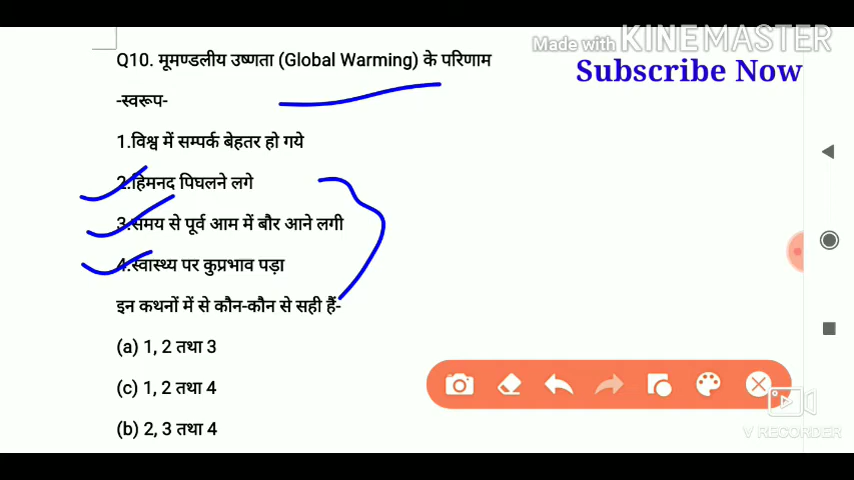 Made with KINEMASTER
Subscribe Now
Q10. मूमण्डलीय उष्णता (Global Warming) के परिणाम
-स्वरूप-
1.विश्व में सम्पर्क बेहतर हो गये
2.हिमनद पिघलने लगे
3.समय से पूर्व आम में बौर आने लगी
4.स्वास्थ्य पर कुप्रभाव पड़ा
इन कथनों में से कौन-कौन से सही हैं-
(a) 1, 2 तथा 3
(c) 1, 2 तथा 4
(b) 2, 3 तथा 4
V RECORDER